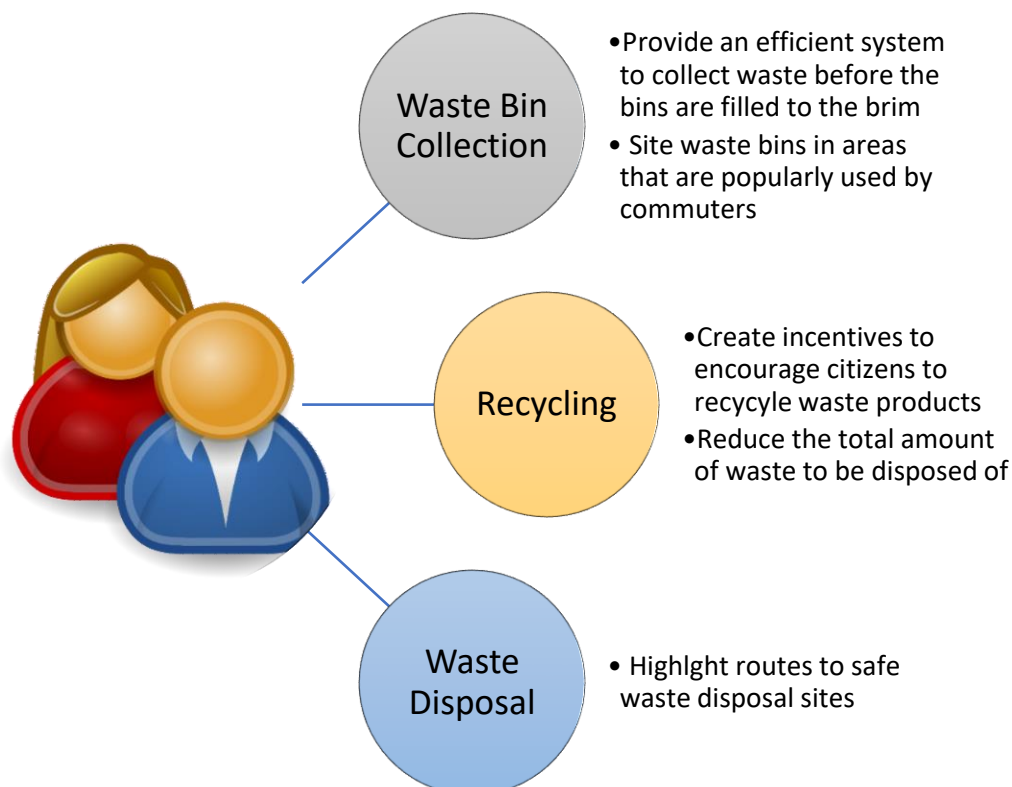 Waste Bin
Collection
•Provide an efficient system
to collect waste before the
bins are filled to the brim
• Site waste bins in areas
that are popularly used by
commuters
Recycling
•Create incentives to
encourage citizens to
recycyle waste products
•Reduce the total amount
of waste to be disposed of
Waste
Disposal
• Highlght routes to safe
waste disposal sites